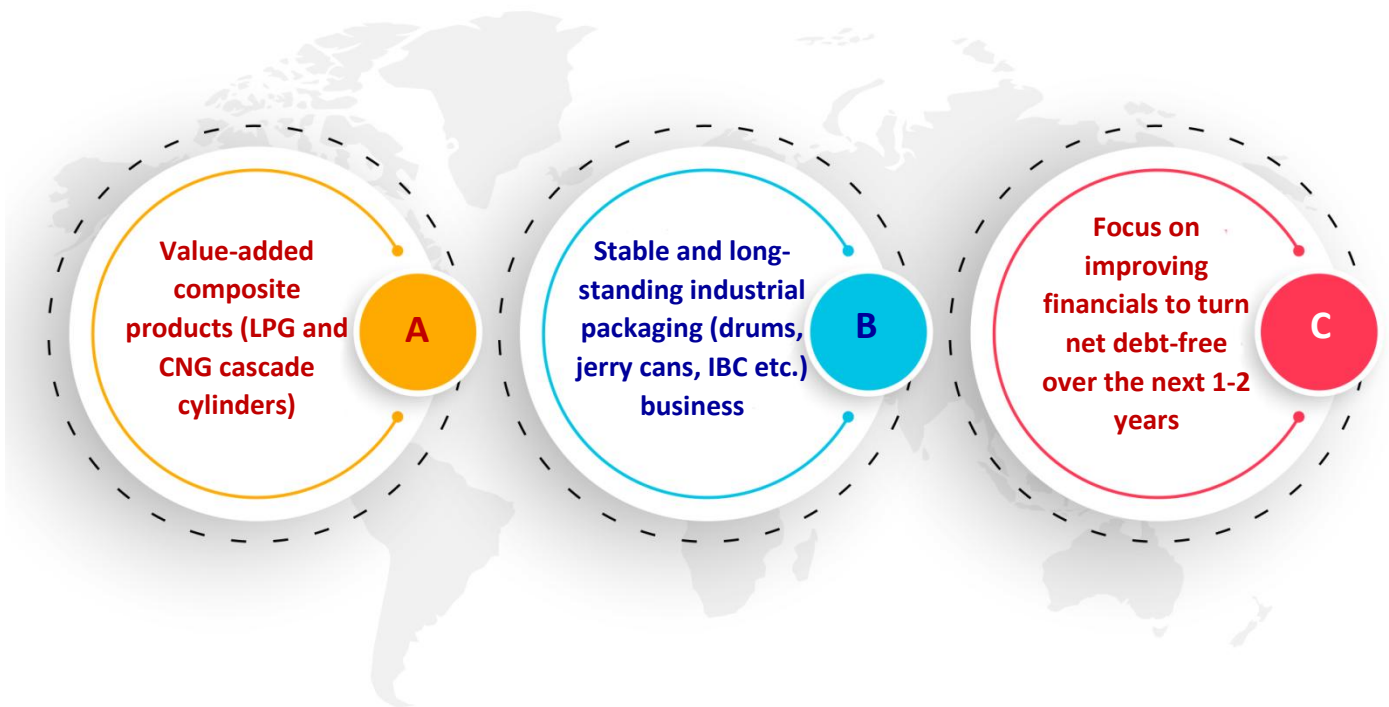 Value-added
composite
products (LPG and
CNG cascade
cylinders)
A
Stable and long-
standing industrial
packaging (drums,
jerry cans, IBC etc.)
business
B
Focus on
improving
financials to turn
net debt-free
over the next 1-2
years
C